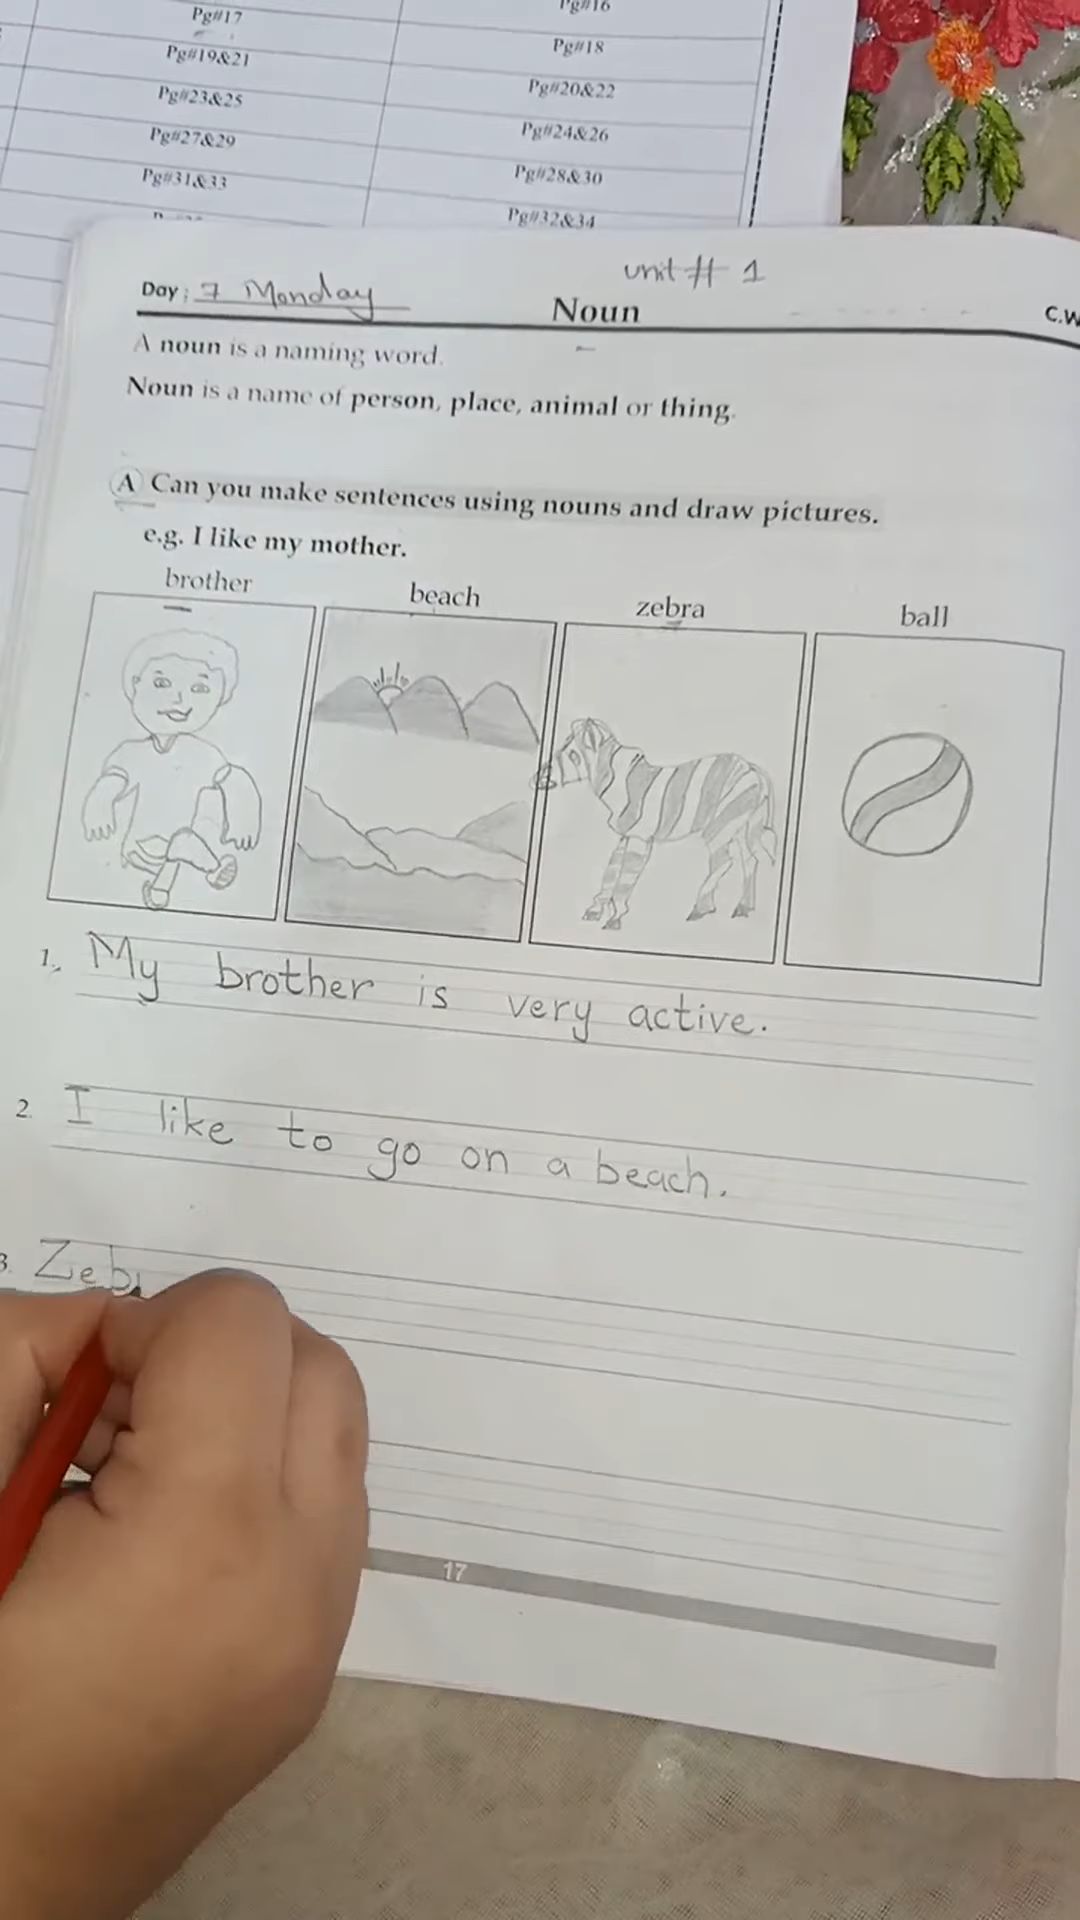 Pg#17 Pg#16
Pg#19&21 Pg#18
Pg#23&25 Pg#20&22
Pg#27&29 Pg#24&26
Pg#31&33 Pg#28&30
Pg#32&34
unit # 1
Day: 7 Monday Noun C.W
A noun is a naming word.
Noun is a name of person, place, animal or thing.
A Can you make sentences using nouns and draw pictures.
e.g. I like my mother.
brother beach zebra ball
1. My brother is very active.
2. I like to go on a beach.
3. Zeb
17